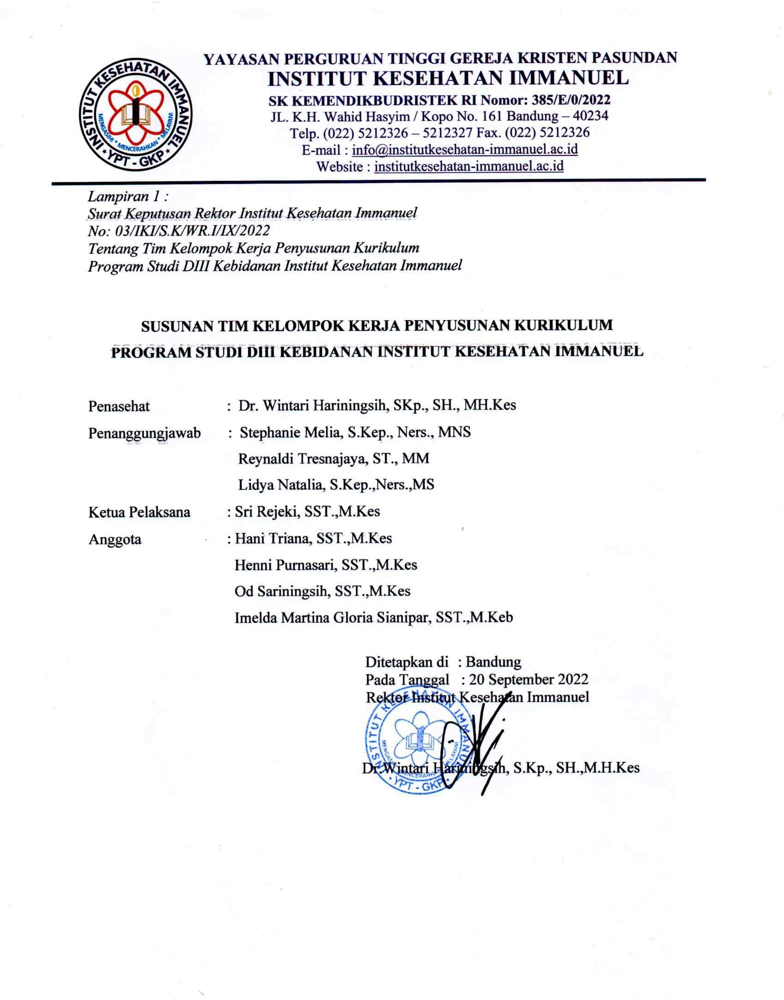 YAYASAN PERGURUAN TINGGI GEREJA KRISTEN PASUNDAN
INSTITUT KESEHATAN IMMANUEL
SK KEMENDIKBUDRISTEK RI Nomor: 385/E/0/2022
JL. K.H. Wahid Hasyim / Kopo No. 161 Bandung – 40234
Telp. (022) 5212326 – 5212327 Fax. (022) 5212326
E-mail : info@institutkesehatan-immanuel.ac.id
Website : institutkesehatan-immanuel.ac.id
INSTITUT KESEHATAN IMMANUEL
MENGASIHI * MENCERAHKAN * MELAYANI
★ YPT - GKP ★
Lampiran 1 :
Surat Keputusan Rektor Institut Kesehatan Immanuel
No: 03/IKI/S.K/WR.I/IX/2022
Tentang Tim Kelompok Kerja Penyusunan Kurikulum
Program Studi DIII Kebidanan Institut Kesehatan Immanuel
SUSUNAN TIM KELOMPOK KERJA PENYUSUNAN KURIKULUM
PROGRAM STUDI DIII KEBIDANAN INSTITUT KESEHATAN IMMANUEL
Penasehat : Dr. Wintari Hariningsih, SKp., SH., MH.Kes
Penanggungjawab : Stephanie Melia, S.Kep., Ners., MNS
Reynaldi Tresnajaya, ST., MM
Lidya Natalia, S.Kep.,Ners.,MS
Ketua Pelaksana : Sri Rejeki, SST.,M.Kes
Anggota : Hani Triana, SST.,M.Kes
Henni Purnasari, SST.,M.Kes
Od Sariningsih, SST.,M.Kes
Imelda Martina Gloria Sianipar, SST.,M.Keb
Ditetapkan di : Bandung
Pada Tanggal : 20 September 2022
Rektor Institut Kesehatan Immanuel
INSTITUT KESEHATAN IMMANUEL
MENGASIHI MENCERAHKAN MELAYANI
YPT - GKP
Dr.Wintari Hariningsih, S.Kp., SH.,M.H.Kes